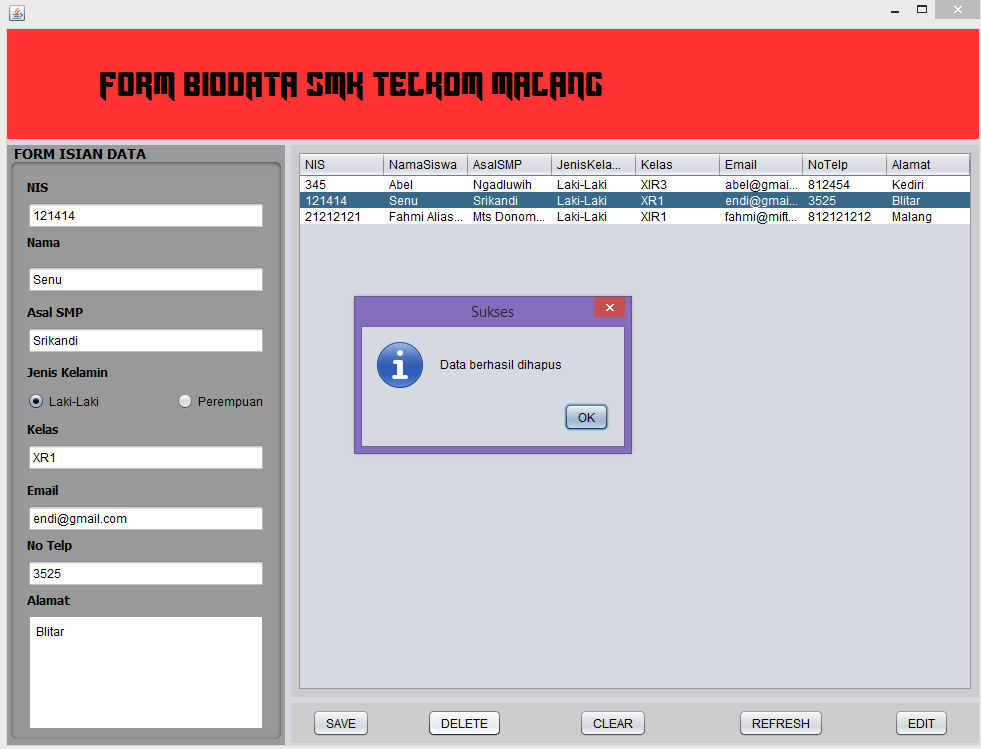 FORM BIODATA SMK TELKOM MALANG
FORM ISIAN DATA
NIS
121414
Nama
Senu
Asal SMP
Srikandi
Jenis Kelamin
Laki-Laki Perempuan
Kelas
XR1
Email
endi@gmail.com
No Telp
3525
Alamat
Blitar
NIS NamaSiswa AsalSMP JenisKela... Kelas Email NoTelp Alamat
345 Abel Ngadluwih Laki-Laki XIR3 abel@gmai... 812454 Kediri
121414 Senu Srikandi Laki-Laki XR1 endi@gmai... 3525 Blitar
21212121 Fahmi Alias... Mts Donom... Laki-Laki XIR1 fahmi@mift... 812121212 Malang
Sukses
Data berhasil dihapus
OK
SAVE DELETE CLEAR REFRESH EDIT